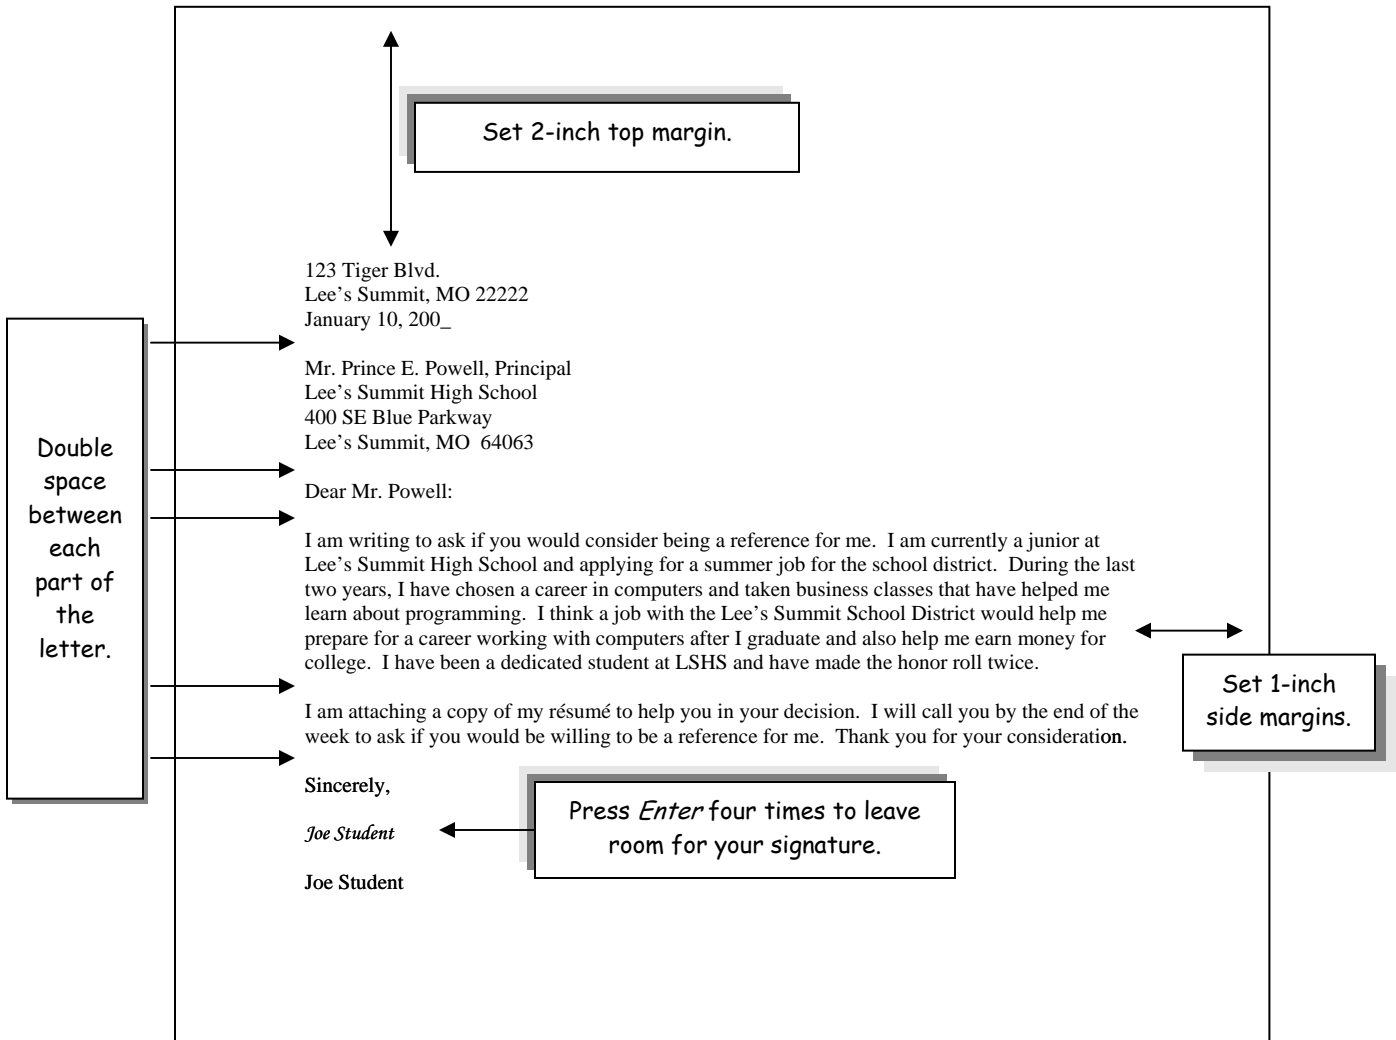 Set 2-inch top margin.
123 Tiger Blvd.
Lee's Summit, MO 22222
January 10, 200_
Mr. Prince E. Powell, Principal
Lee's Summit High School
400 SE Blue Parkway
Lee's Summit, MO  64063
Double
space
between
each
part of
the
letter.
Dear Mr. Powell:
I am writing to ask if you would consider being a reference for me.  I am currently a junior at
Lee's Summit High School and applying for a summer job for the school district.  During the last
two years, I have chosen a career in computers and taken business classes that have helped me
learn about programming.  I think a job with the Lee's Summit School District would help me
prepare for a career working with computers after I graduate and also help me earn money for
college.  I have been a dedicated student at LSHS and have made the honor roll twice.
Set 1-inch
side margins.
I am attaching a copy of my résumé to help you in your decision.  I will call you by the end of the
week to ask if you would be willing to be a reference for me.  Thank you for your consideration.
Sincerely,
Press Enter four times to leave
room for your signature.
Joe Student
Joe Student